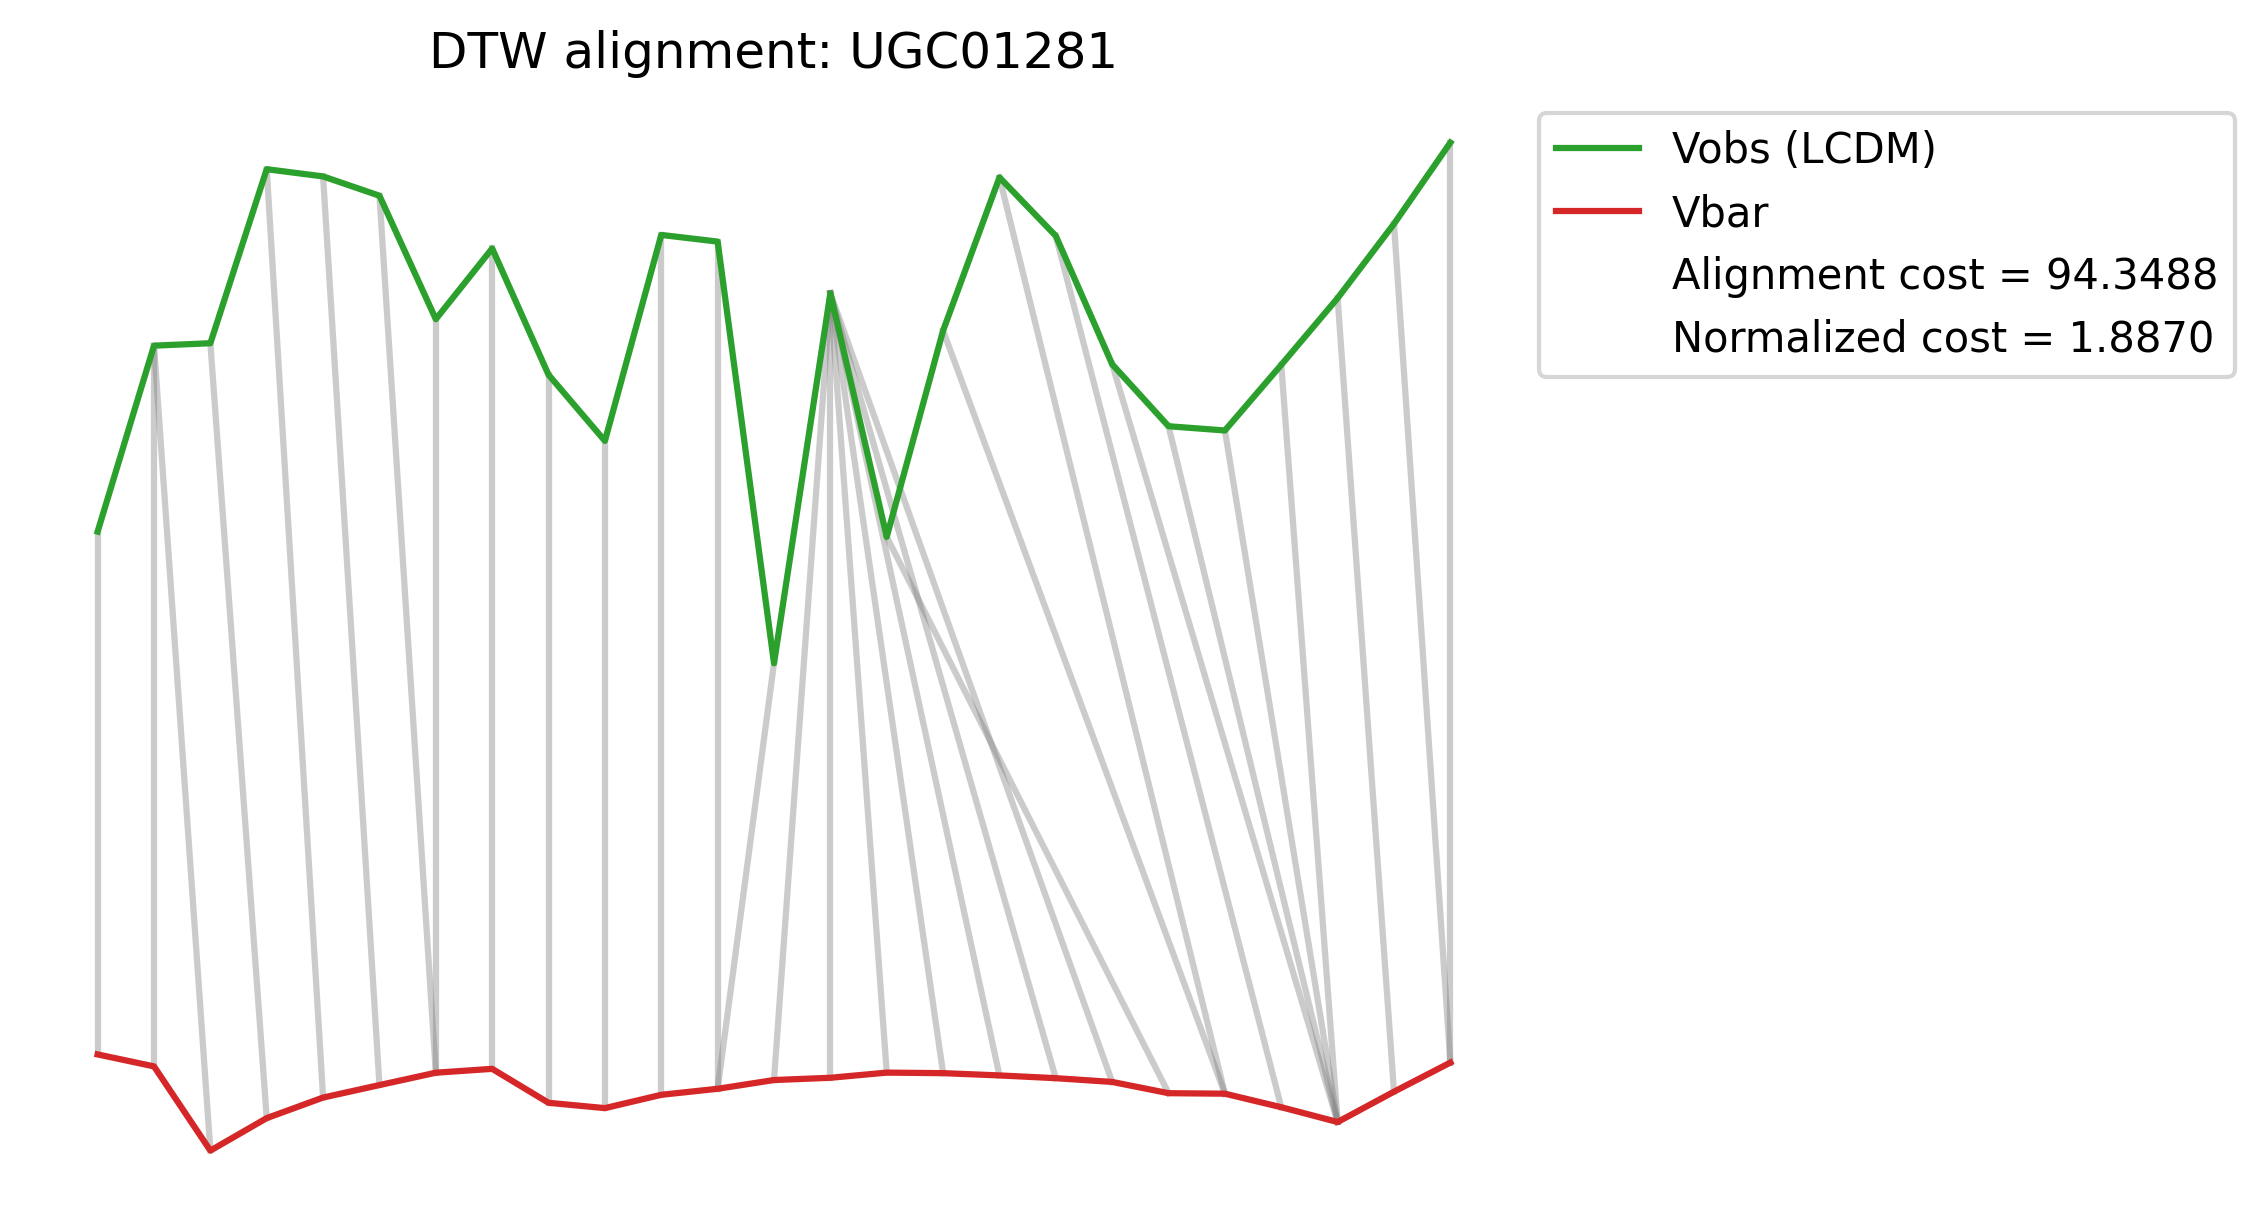 DTW alignment: UGC01281
Vobs (LCDM)
Vbar
Alignment cost = 94.3488
Normalized cost = 1.8870